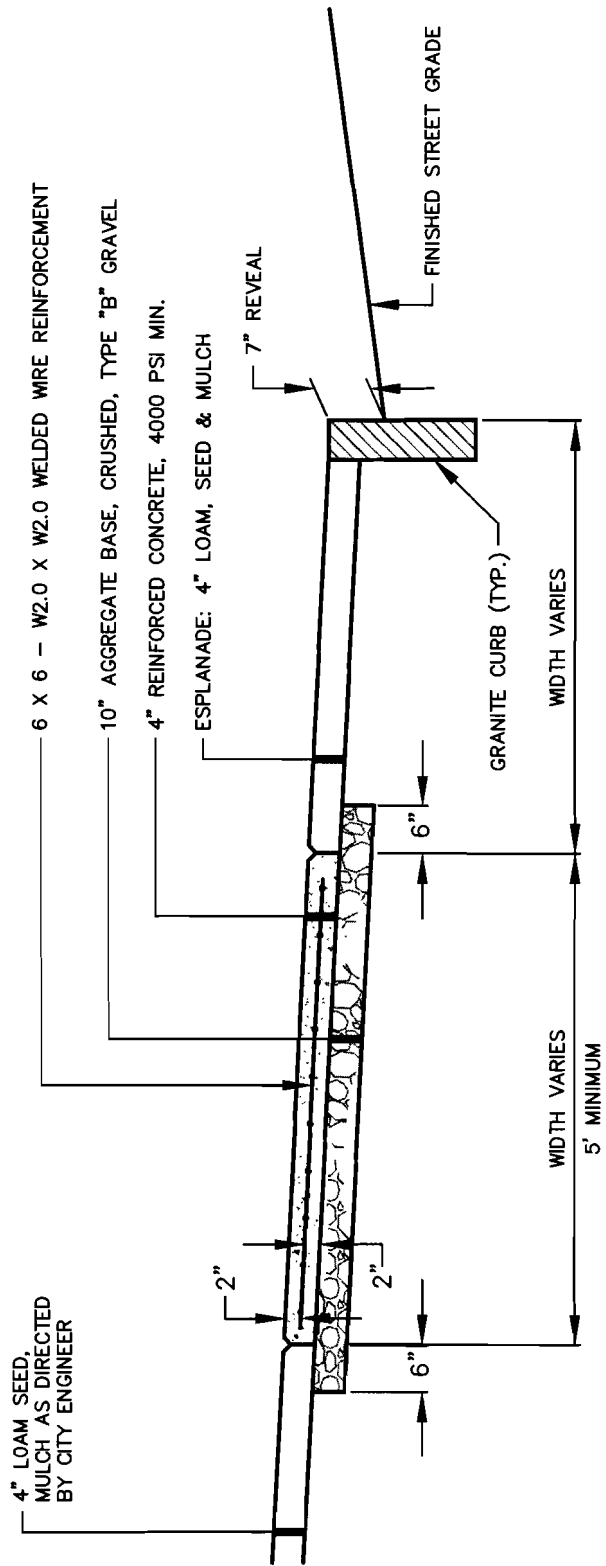 4" LOAM SEED,
MULCH AS DIRECTED
BY CITY ENGINEER
6 X 6 - W2.0 X W2.0 WELDED WIRE REINFORCEMENT
10" AGGREGATE BASE, CRUSHED, TYPE "B" GRAVEL
4" REINFORCED CONCRETE, 4000 PSI MIN.
ESPLANADE: 4" LOAM, SEED & MULCH
7" REVEAL
FINISHED STREET GRADE
2"
2"
6"
6"
GRANITE CURB (TYP.)
WIDTH VARIES
5' MINIMUM
WIDTH VARIES